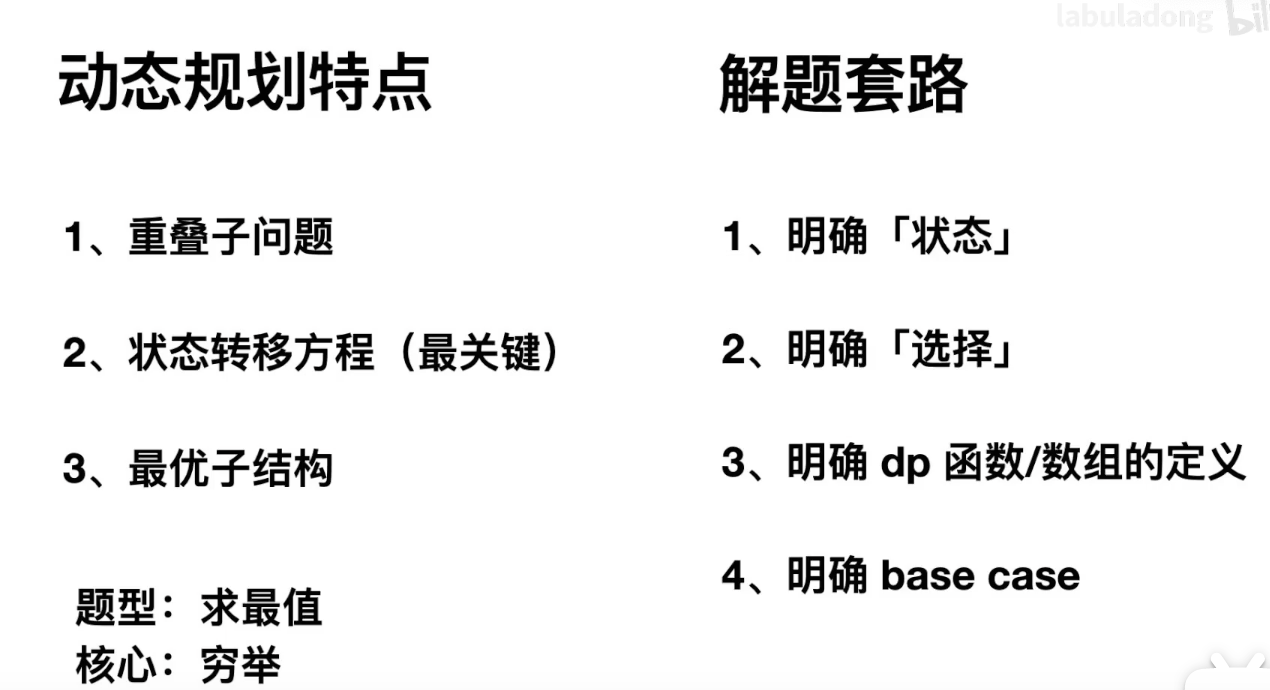 labuladong bili
动态规划特点
1、重叠子问题
2、状态转移方程（最关键）
3、最优子结构
题型：求最值
核心：穷举
解题套路
1、明确「状态」
2、明确「选择」
3、明确 dp 函数/数组的定义
4、明确 base case